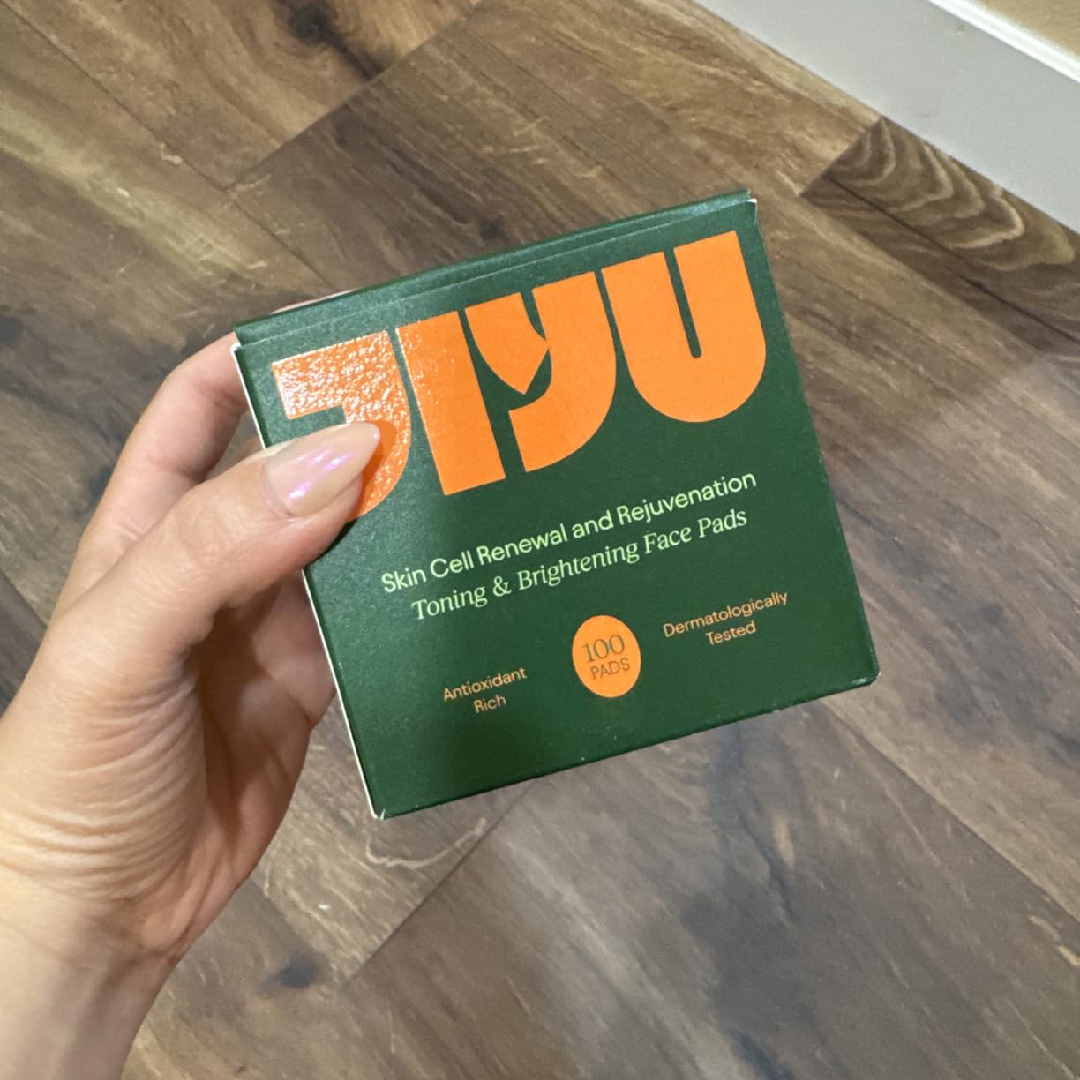 JIYU
Skin Cell Renewal and Rejuvenation
Toning & Brightening Face Pads
Antioxidant
Rich
100
PADS
Dermatologically
Tested